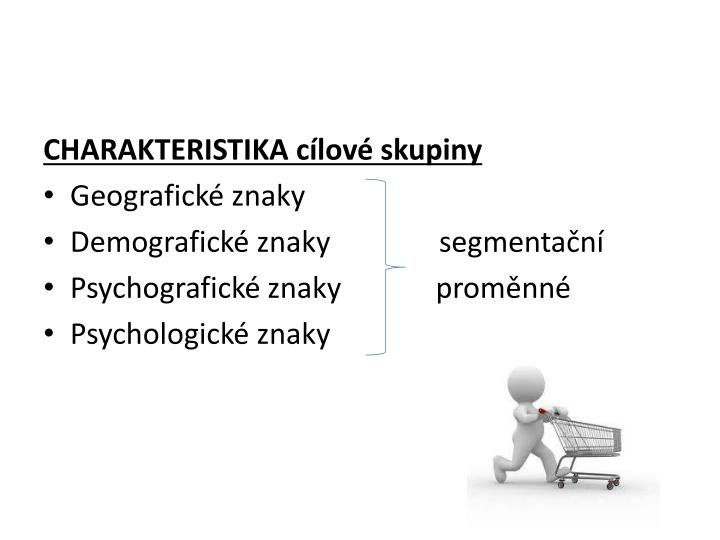 CHARAKTERISTIKA cílové skupiny
• Geografické znaky
• Demografické znaky segmentační
• Psychografické znaky proměnné
• Psychologické znaky